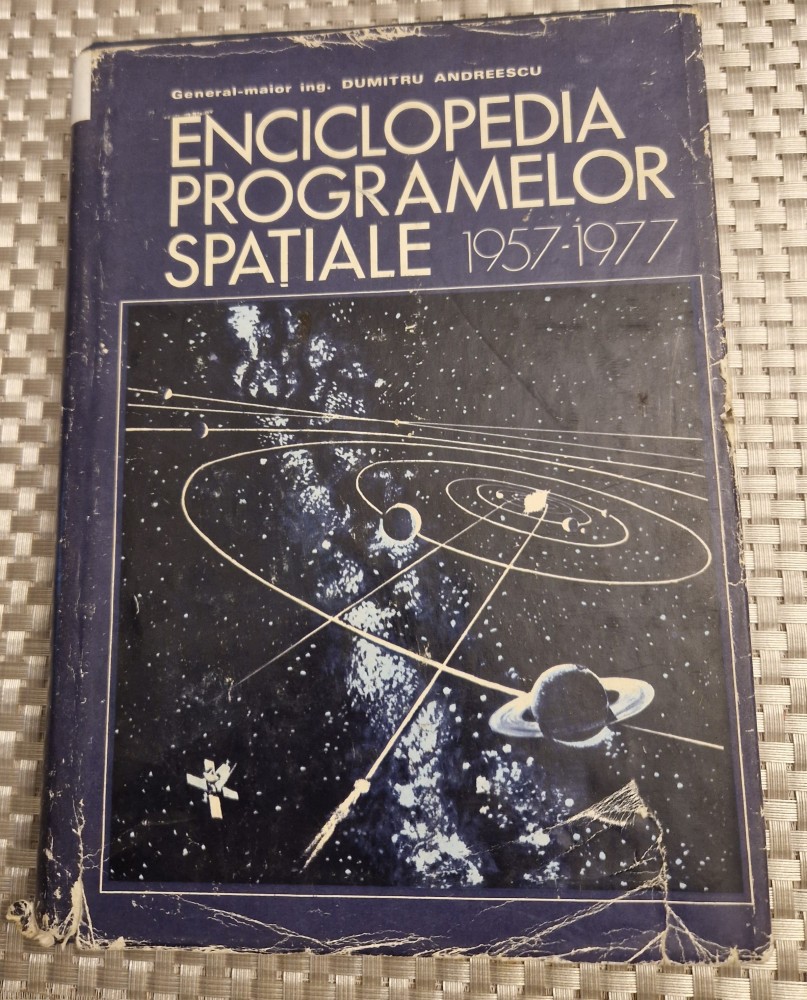 General-maior ing. DUMITRU ANDREESCU
ENCICLOPEDIA
PROGRAMELOR
SPAȚIALE 1957-1977